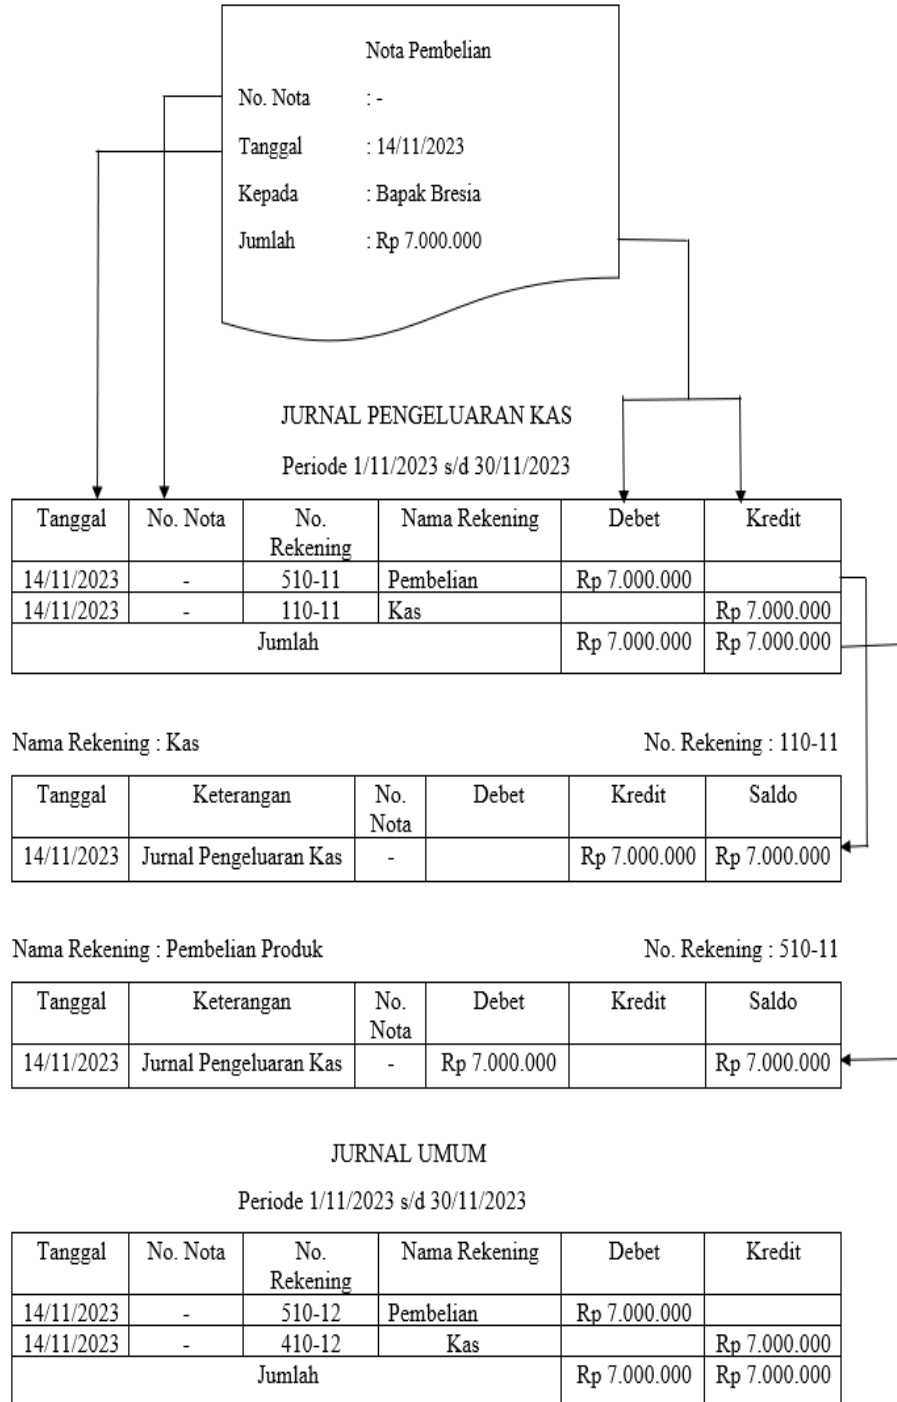 Nota Pembelian
No. Nota : -
Tanggal : 14/11/2023
Kepada : Bapak Bresia
Jumlah : Rp 7.000.000
JURNAL PENGELUARAN KAS
Periode 1/11/2023 s/d 30/11/2023
Tanggal No. Nota No. Rekening Nama Rekening Debet Kredit
14/11/2023 - 510-11 Pembelian Rp 7.000.000
14/11/2023 - 110-11 Kas Rp 7.000.000
Jumlah Rp 7.000.000 Rp 7.000.000
Nama Rekening : Kas No. Rekening : 110-11
Tanggal Keterangan No. Nota Debet Kredit Saldo
14/11/2023 Jurnal Pengeluaran Kas - Rp 7.000.000 Rp 7.000.000
Nama Rekening : Pembelian Produk No. Rekening : 510-11
Tanggal Keterangan No. Nota Debet Kredit Saldo
14/11/2023 Jurnal Pengeluaran Kas - Rp 7.000.000 Rp 7.000.000
JURNAL UMUM
Periode 1/11/2023 s/d 30/11/2023
Tanggal No. Nota No. Rekening Nama Rekening Debet Kredit
14/11/2023 - 510-12 Pembelian Rp 7.000.000
14/11/2023 - 410-12 Kas Rp 7.000.000
Jumlah Rp 7.000.000 Rp 7.000.000